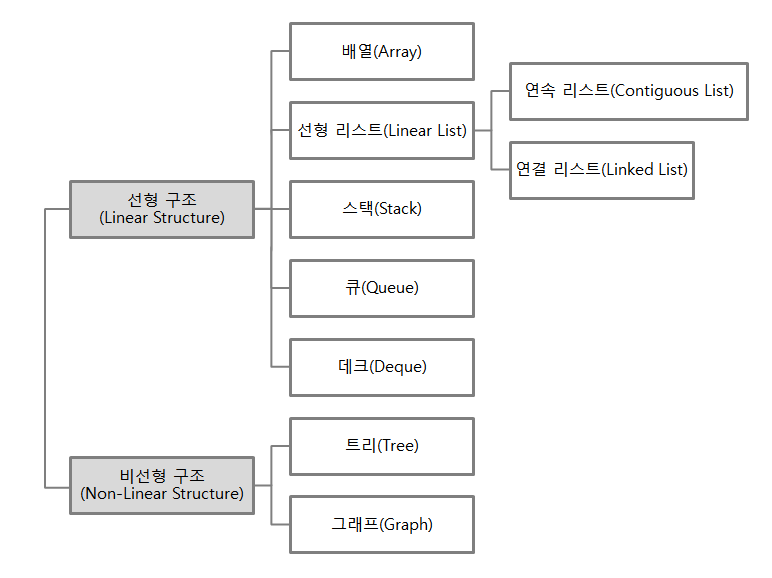 배열(Array)
연속 리스트(Contiguous List)
선형 리스트(Linear List)
연결 리스트(Linked List)
선형 구조
(Linear Structure)
스택(Stack)
큐(Queue)
데크(Deque)
트리(Tree)
비선형 구조
(Non-Linear Structure)
그래프(Graph)